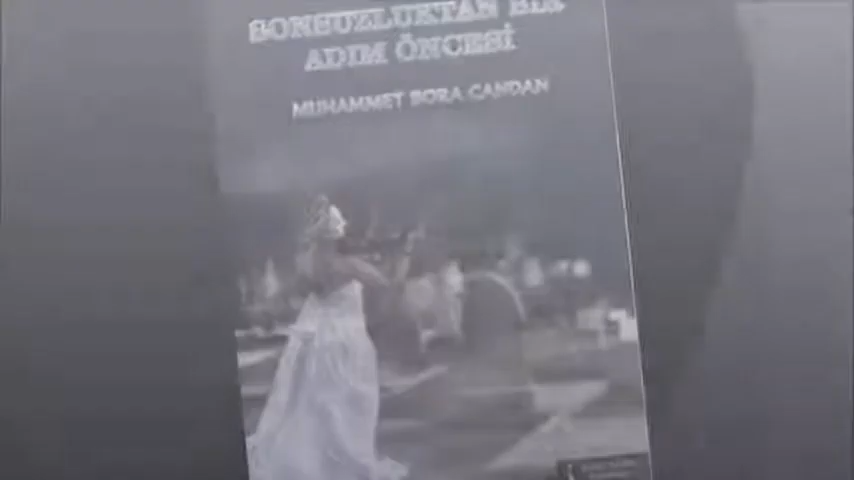 SONSUZLUKTAN BİR
ADIM ÖNCESİ
MUHAMMET BORA CANDAN